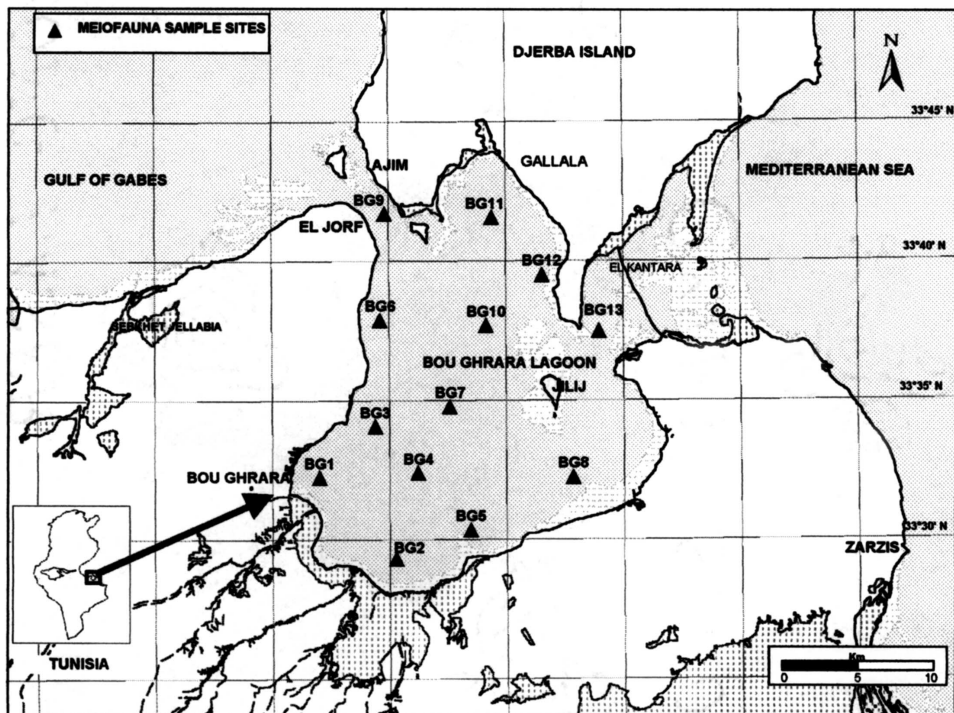 MEIOFAUNA SAMPLE SITES
DJERBA ISLAND
N
33°45' N
AJIM
GALLALA
GULF OF GABES
MEDITERRANEAN SEA
BG9
BG11
EL JORF
33°40' N
BG12
EL KANTARA
BG6
BG10
BG13
SEBKHET JELLABIA
BOU GHRARA LAGOON
JILIJ
33°35' N
BG7
BG3
BOU GHRARA
BG1
BG4
BG8
BG5
33°30' N
BG2
ZARZIS
TUNISIA
Km
0 5 10